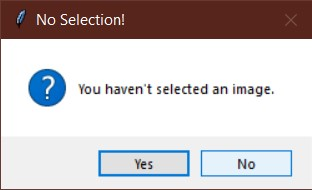 No Selection!
You haven't selected an image.
Yes
No